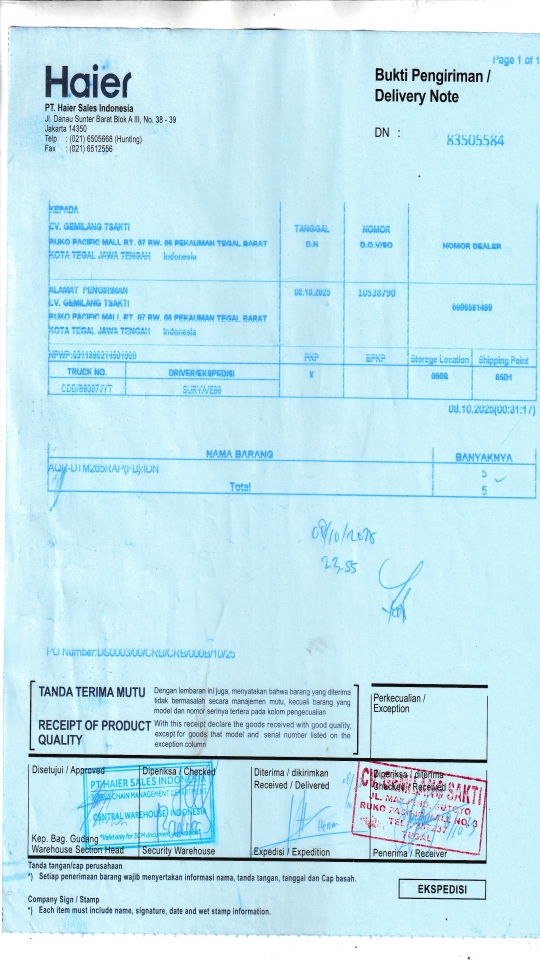 Page 1 of 1
Haier
PT. Haier Sales Indonesia
Jl. Danau Sunter Barat Blok A III, No. 38 - 39
Jakarta 14350
Telp : (021) 6505668 (Hunting)
Fax : (021) 6512556
Bukti Pengiriman /
Delivery Note
DN : 83505584
KEPADA
CV. GEMILANG TSAKTI
RUKO PACIFIC MALL RT. 07 RW. 06 PEKAUMAN TEGAL BARAT
KOTA TEGAL JAWA TENGAH Indonesia
TANGGAL
D.N
NOMOR
D.O.V/SO
NOMOR DEALER
ALAMAT PENGIRIMAN
CV. GEMILANG TSAKTI
RUKO PACIFIC MALL RT. 07 RW. 06 PEKAUMAN TEGAL BARAT
KOTA TEGAL JAWA TENGAH Indonesia
08.10.2025
10538790
PKP
BPKP
Storege Location
Shipping Point
TRUCK NO.
DRIVER/EKSPEDISI
X
65D1
08.10.2025(00:31:17)
NAMA BARANG
BANYAKNYA
5
Total
5
23.55
TANDA TERIMA MUTU
Dengan lembaran ini juga, menyatakan bahwa barang yang diterima
tidak bermasalah secara manajemen mutu, kecuali barang yang
model dan nomor serinya tertera pada kolom pengecualian
RECEIPT OF PRODUCT
QUALITY
With this receipt declare the goods received with good quality,
except for goods that model and serial number listed on the
exception column
Perkecualian /
Exception
Disetujui / Approved
Diperiksa / Checked
Diterima / dikirimkan
Received / Delivered
Diperiksa / diterima
Checked / Received
PT HAIER SALES INDONESIA
CHAIN MANAGEMENT DEPARTMENT
CENTRAL WAREHOUSE INDONESIA
Kep. Bag. Gudang
Warehouse Section Head
Security Warehouse
Expedisi / Expedition
Penerima / Receiver
TEGAL
Tanda tangan/cap perusahaan
*) Setiap penerimaan barang wajib menyertakan informasi nama, tanda tangan, tanggal dan Cap basah.
EKSPEDISI
Company Sign / Stamp
*) Each item must include name, signature, date and wet stamp information.